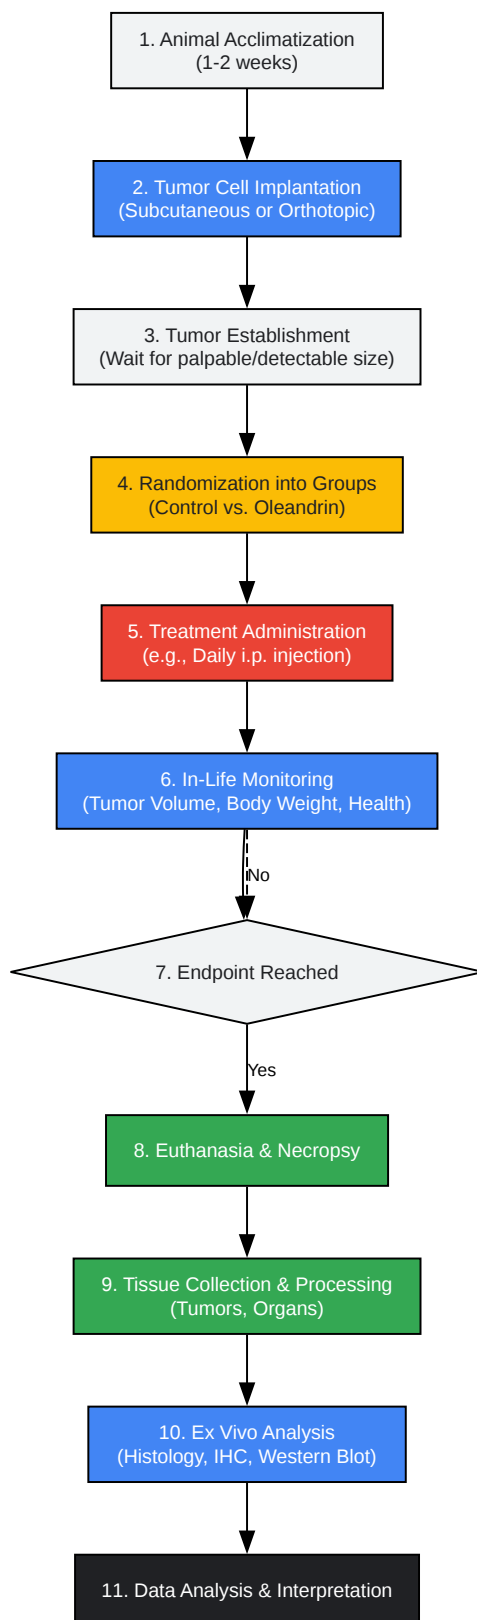 1. Animal Acclimatization
(1-2 weeks)
2. Tumor Cell Implantation
(Subcutaneous or Orthotopic)
3. Tumor Establishment
(Wait for palpable/detectable size)
4. Randomization into Groups
(Control vs. Oleandrin)
5. Treatment Administration
(e.g., Daily i.p. injection)
6. In-Life Monitoring
(Tumor Volume, Body Weight, Health)
No
7. Endpoint Reached
Yes
8. Euthanasia & Necropsy
9. Tissue Collection & Processing
(Tumors, Organs)
10. Ex Vivo Analysis
(Histology, IHC, Western Blot)
11. Data Analysis & Interpretation